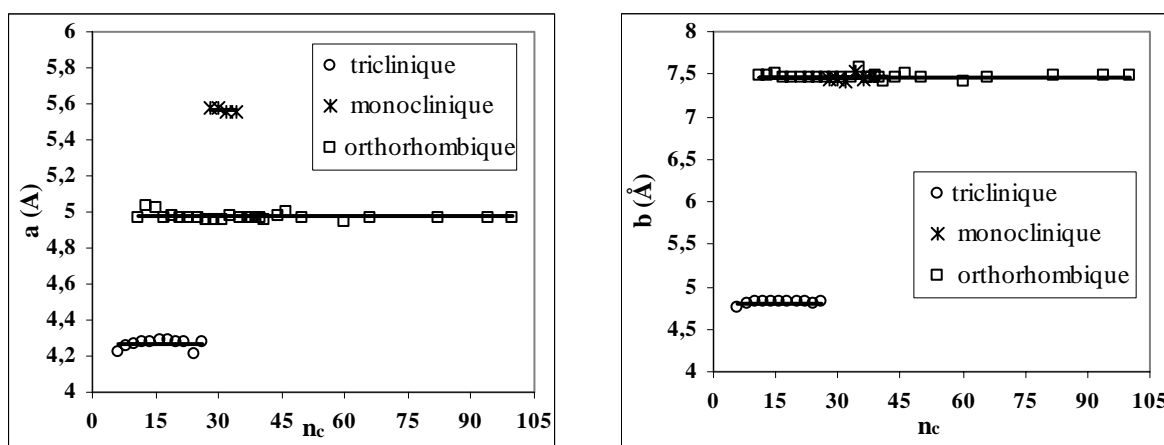 6
5,8
5,6
5,4
5,2
5
4,8
4,6
4,4
4,2
4
a (A)
triclinique
monoclinique
orthorhombique
0 15 30 45 60 75 90 105
nc
8
7,5
7
6,5
6
5,5
5
4,5
4
b (Å)
triclinique
monoclinique
orthorhombique
0 15 30 45 60 75 90 105
nc